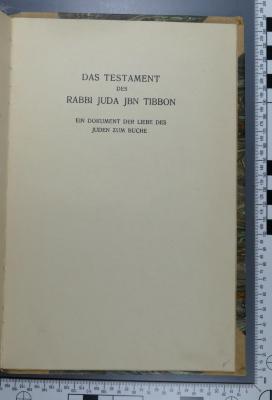 DAS TESTAMENT
DES
RABBI JUDA JBN TIBBON
EIN DOKUMENT DER LIEBE DES
JUDEN ZUM BUCHE